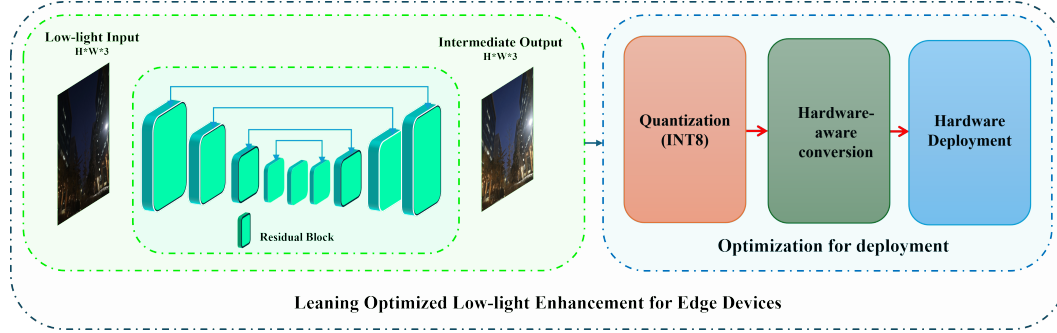 Low-light Input
H*W*3
Intermediate Output
H*W*3
Residual Block
Quantization
(INT8)
Hardware-
aware
conversion
Hardware
Deployment
Optimization for deployment
Leaning Optimized Low-light Enhancement for Edge Devices